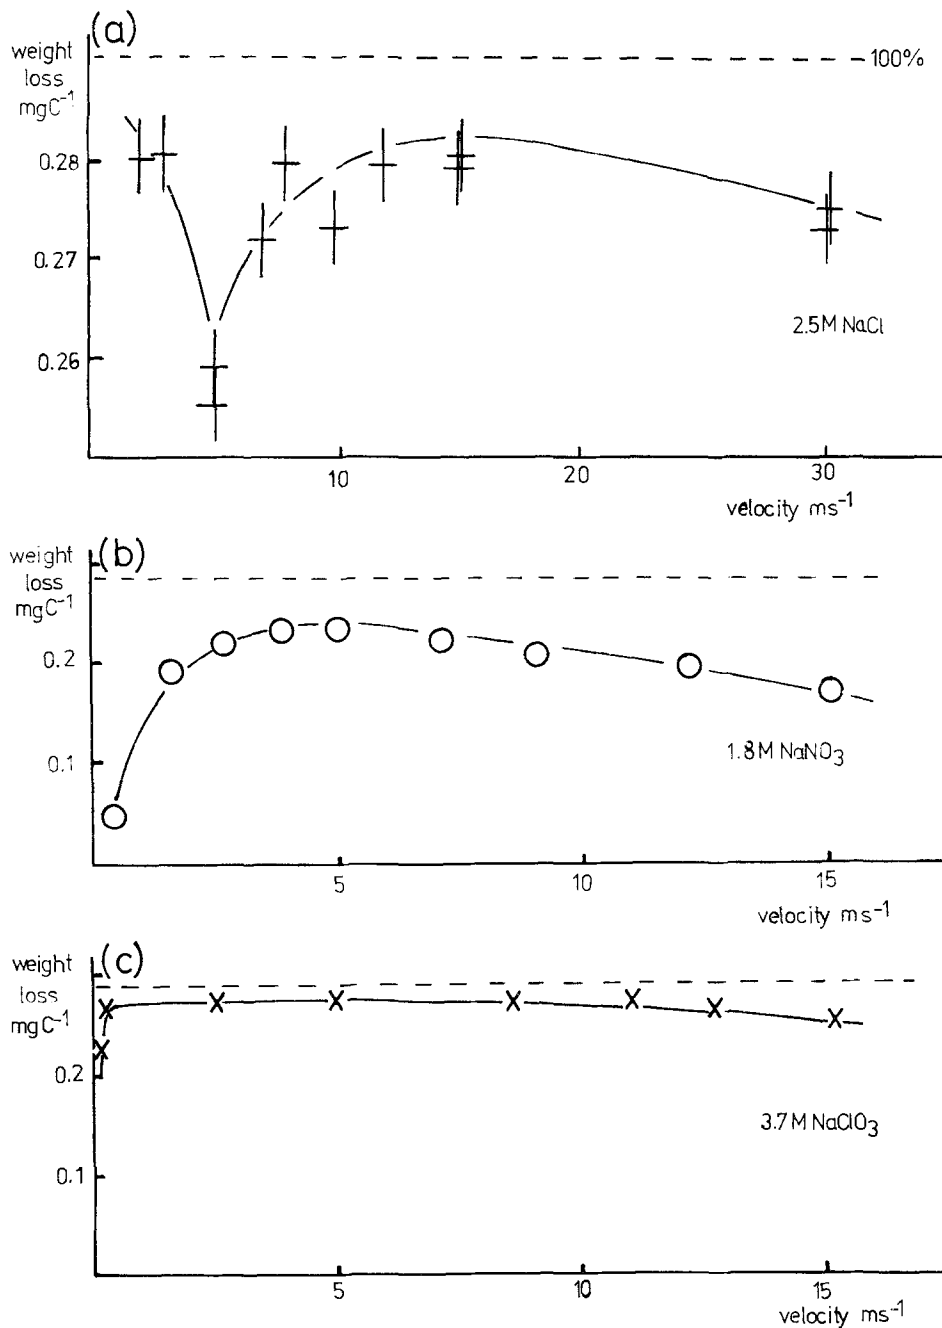 (a)
weight
loss
mgC⁻¹
100%
0.28
0.27
0.26
2.5M NaCl
10 20 30
velocity ms⁻¹
(b)
weight
loss
mgC⁻¹
0.2
0.1
1.8M NaNO₃
5 10 15
velocity ms⁻¹
(c)
weight
loss
mgC⁻¹
0.2
0.1
3.7M NaClO₃
5 10 15
velocity ms⁻¹